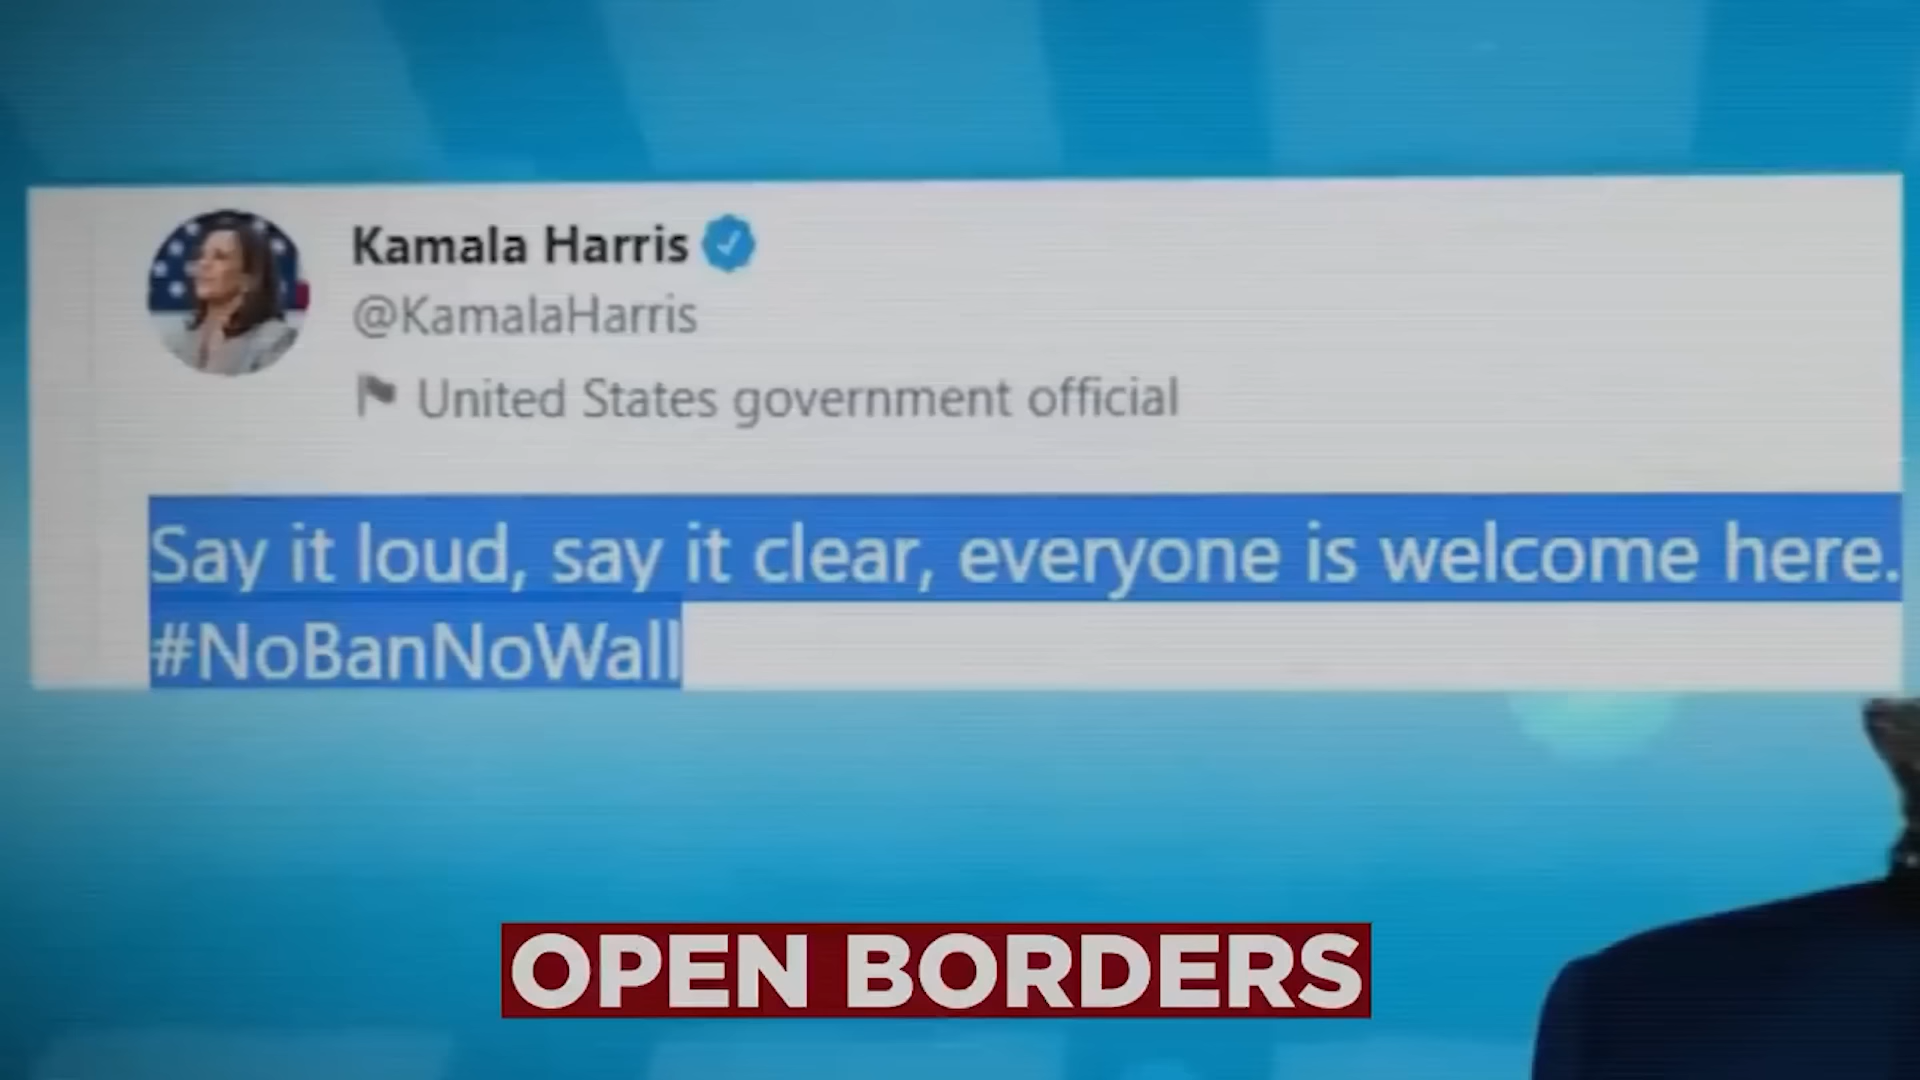 Kamala Harris
@KamalaHarris
United States government official
Say it loud, say it clear, everyone is welcome here.
#NoBanNoWall
OPEN BORDERS